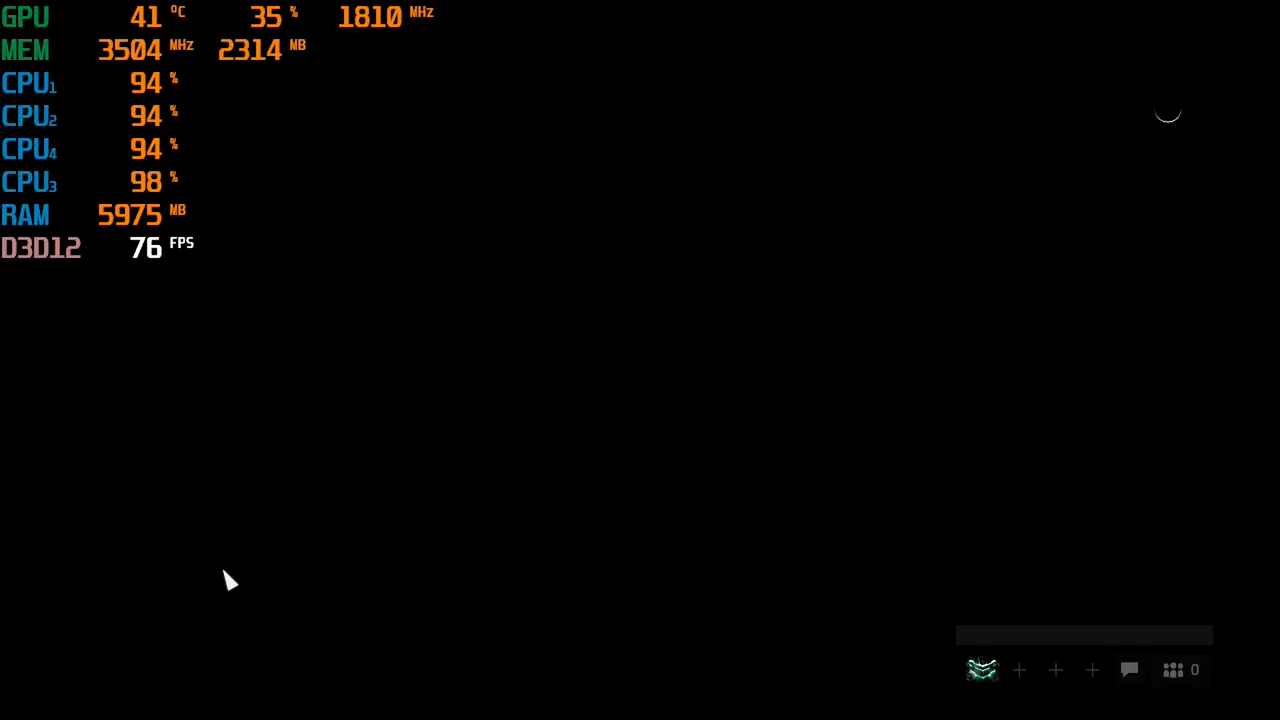 GPU 41 °C 35 % 1810 MHz
MEM 3504 MHz 2314 MB
CPU1 94 %
CPU2 94 %
CPU4 94 %
CPU3 98 %
RAM 5975 MB
D3D12 76 FPS
0